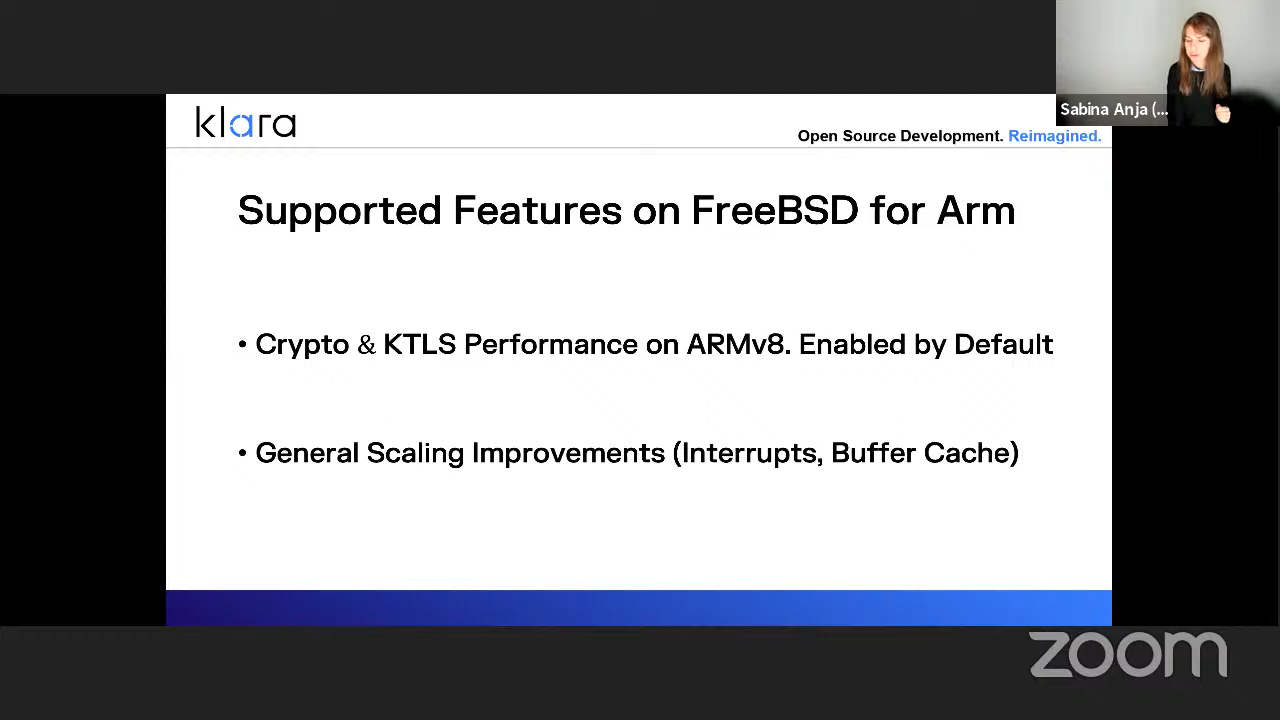 Sabina Anja (...
klara
Open Source Development. Reimagined.
Supported Features on FreeBSD for Arm
• Crypto & KTLS Performance on ARMv8. Enabled by Default
• General Scaling Improvements (Interrupts, Buffer Cache)
zoom